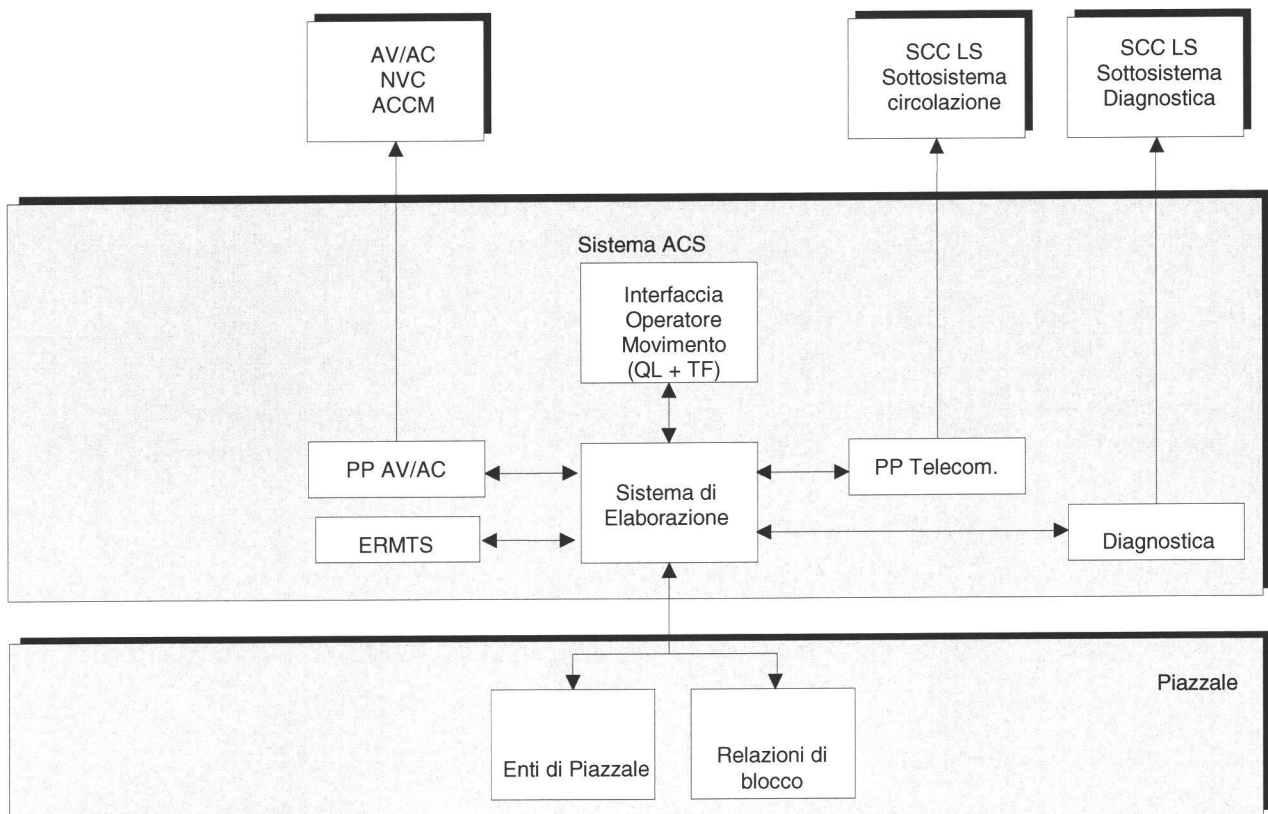 AV/AC
NVC
ACCM
SCC LS
Sottosistema
circolazione
SCC LS
Sottosistema
Diagnostica
Sistema ACS
Interfaccia
Operatore
Movimento
(QL + TF)
PP AV/AC
Sistema di
Elaborazione
PP Telecom.
ERMTS
Diagnostica
Piazzale
Enti di Piazzale
Relazioni di
blocco